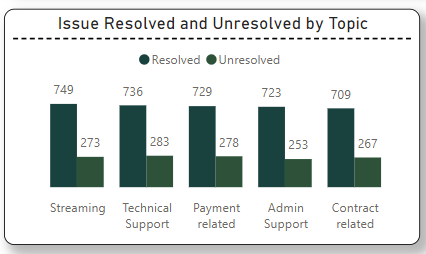 Issue Resolved and Unresolved by Topic
Resolved Unresolved
749 736 729 723 709
273 283 278 253 267
Streaming Technical Support Payment related Admin Support Contract related